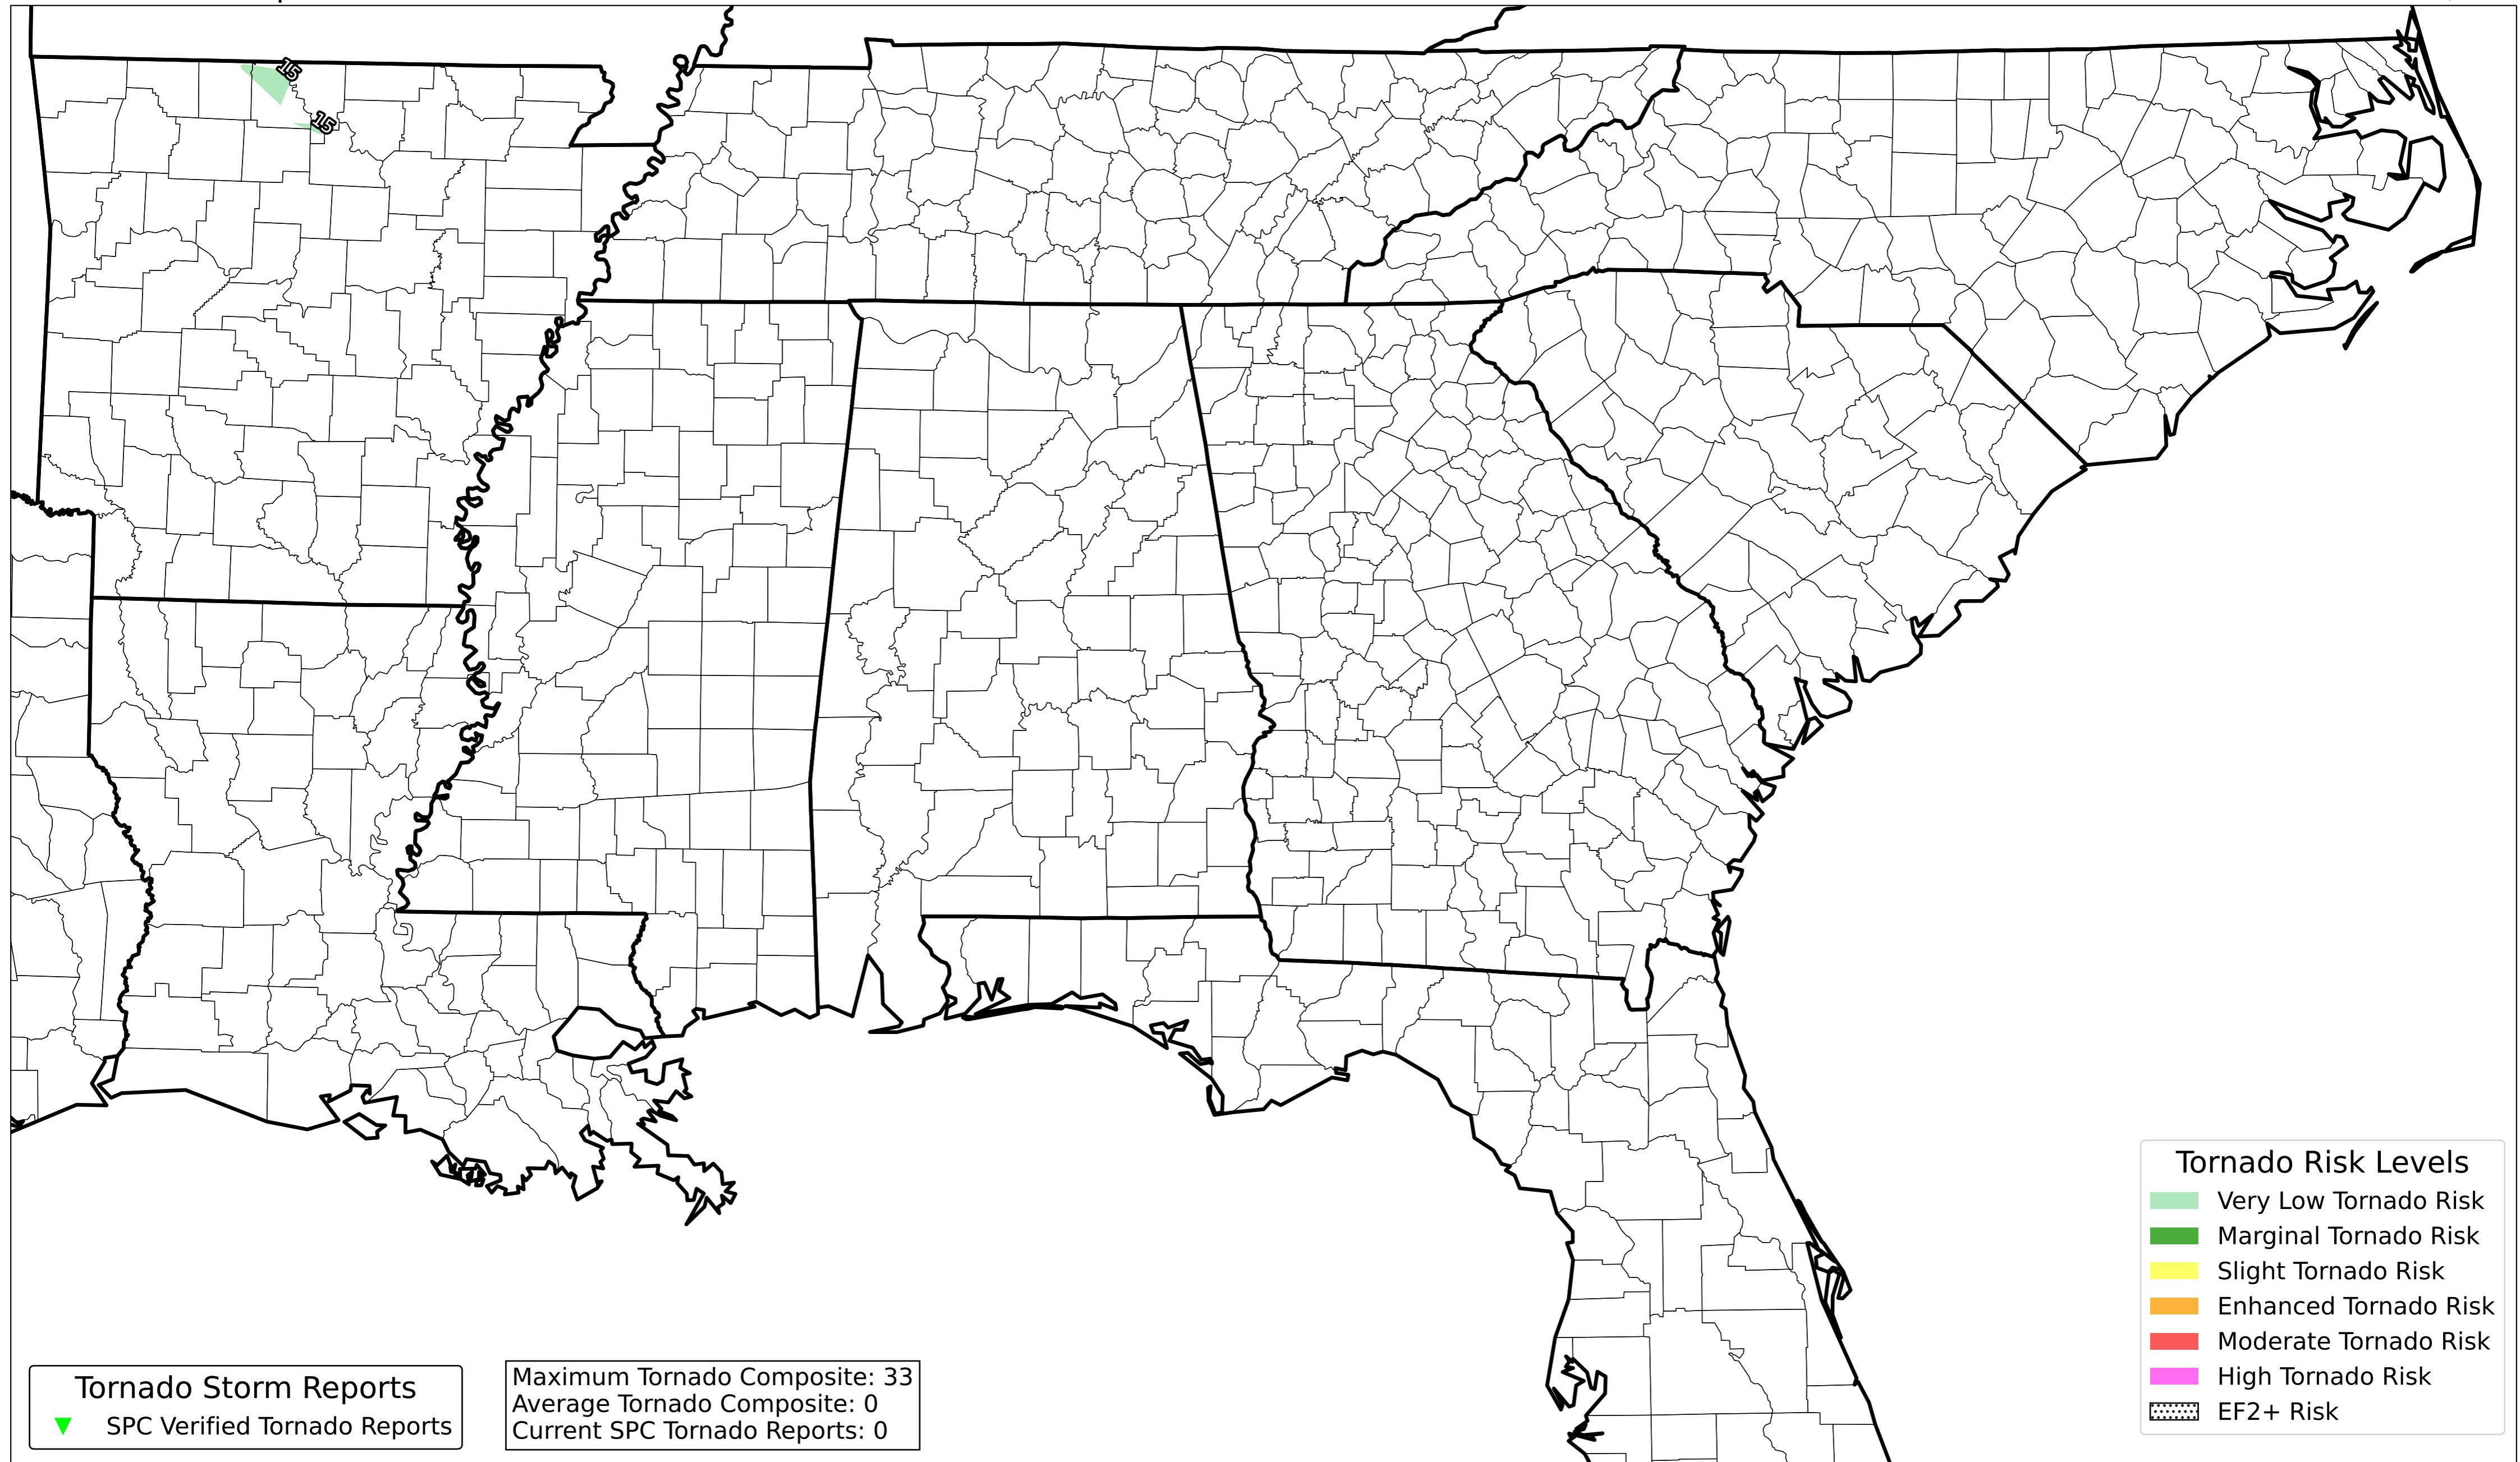 15
15
Tornado Risk Levels
Very Low Tornado Risk
Marginal Tornado Risk
Slight Tornado Risk
Enhanced Tornado Risk
Moderate Tornado Risk
High Tornado Risk
EF2+ Risk
Tornado Storm Reports
SPC Verified Tornado Reports
Maximum Tornado Composite: 33
Average Tornado Composite: 0
Current SPC Tornado Reports: 0